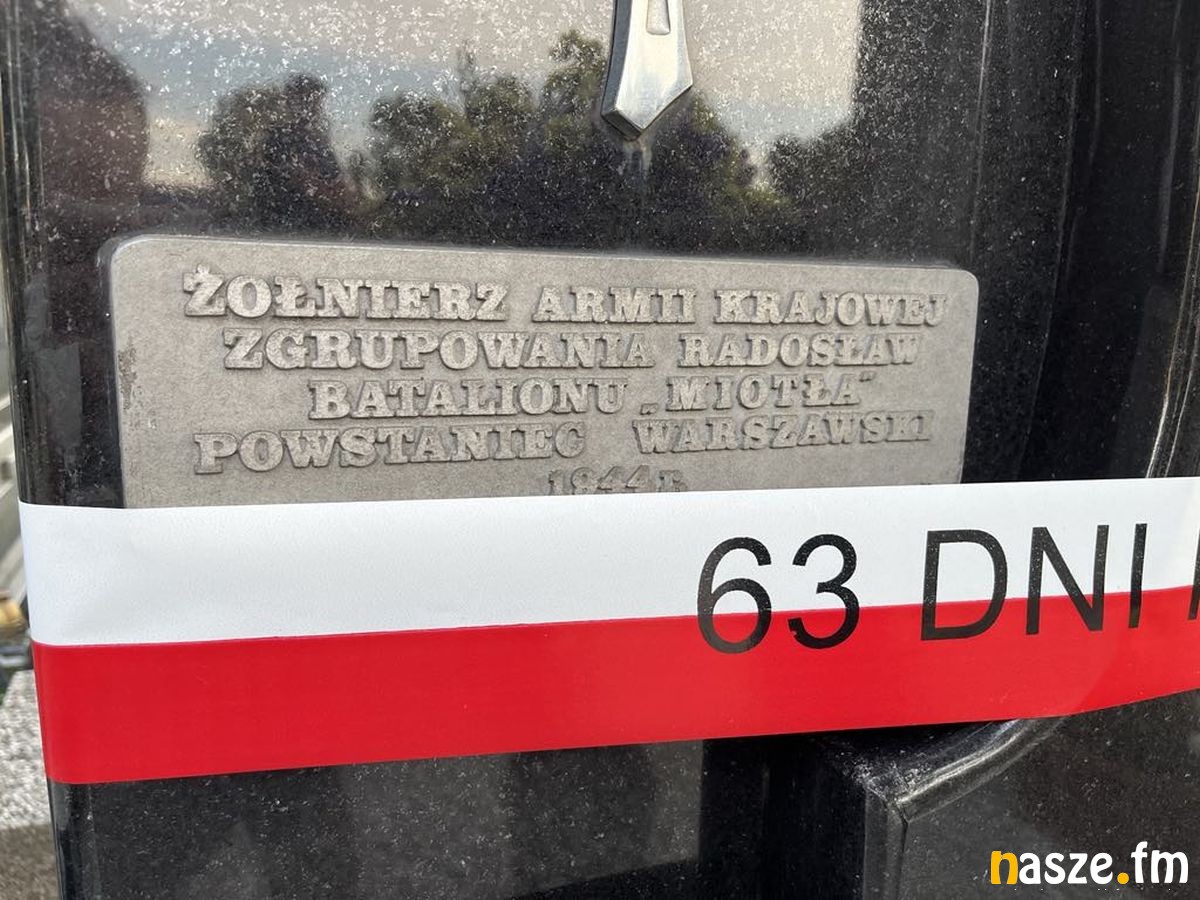 ŻOŁNIERZ ARMII KRAJOWEJ
ZGRUPOWANIA RADOSŁAW
BATALIONU „MIOTŁA”
POWSTANIEC WARSZAWSKI
1944 r.
63 DNI
nasze.fm